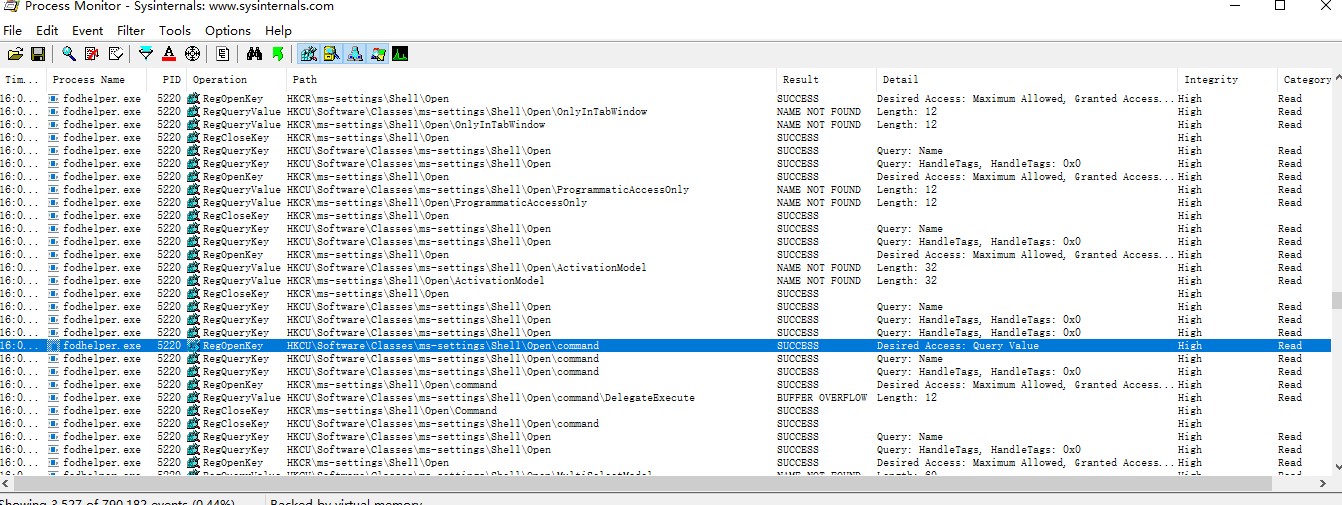 Process Monitor - Sysinternals: www.sysinternals.com
File Edit Event Filter Tools Options Help
Tim... Process Name PID Operation Path Result Detail Integrity Category
16:0... fodhelper.exe 5220 RegOpenKey HKCR\ms-settings\Shell\Open SUCCESS Desired Access: Maximum Allowed, Granted Access... High Read
16:0... fodhelper.exe 5220 RegQueryValue HKCU\Software\Classes\ms-settings\Shell\Open\OnlyInTabWindow NAME NOT FOUND Length: 12 High Read
16:0... fodhelper.exe 5220 RegQueryValue HKCR\ms-settings\Shell\Open\OnlyInTabWindow NAME NOT FOUND Length: 12 High Read
16:0... fodhelper.exe 5220 RegCloseKey HKCR\ms-settings\Shell\Open SUCCESS High
16:0... fodhelper.exe 5220 RegQueryKey HKCU\Software\Classes\ms-settings\Shell\Open SUCCESS Query: Name High Read
16:0... fodhelper.exe 5220 RegQueryKey HKCU\Software\Classes\ms-settings\Shell\Open SUCCESS Query: HandleTags, HandleTags: 0x0 High Read
16:0... fodhelper.exe 5220 RegOpenKey HKCR\ms-settings\Shell\Open SUCCESS Desired Access: Maximum Allowed, Granted Access... High Read
16:0... fodhelper.exe 5220 RegQueryValue HKCU\Software\Classes\ms-settings\Shell\Open\ProgrammaticAccessOnly NAME NOT FOUND Length: 12 High Read
16:0... fodhelper.exe 5220 RegQueryValue HKCR\ms-settings\Shell\Open\ProgrammaticAccessOnly NAME NOT FOUND Length: 12 High Read
16:0... fodhelper.exe 5220 RegCloseKey HKCR\ms-settings\Shell\Open SUCCESS High
16:0... fodhelper.exe 5220 RegQueryKey HKCU\Software\Classes\ms-settings\Shell\Open SUCCESS Query: Name High Read
16:0... fodhelper.exe 5220 RegQueryKey HKCU\Software\Classes\ms-settings\Shell\Open SUCCESS Query: HandleTags, HandleTags: 0x0 High Read
16:0... fodhelper.exe 5220 RegOpenKey HKCR\ms-settings\Shell\Open SUCCESS Desired Access: Maximum Allowed, Granted Access... High Read
16:0... fodhelper.exe 5220 RegQueryValue HKCU\Software\Classes\ms-settings\Shell\Open\ActivationModel NAME NOT FOUND Length: 32 High Read
16:0... fodhelper.exe 5220 RegQueryValue HKCR\ms-settings\Shell\Open\ActivationModel NAME NOT FOUND Length: 32 High Read
16:0... fodhelper.exe 5220 RegCloseKey HKCR\ms-settings\Shell\Open SUCCESS High
16:0... fodhelper.exe 5220 RegQueryKey HKCU\Software\Classes\ms-settings\Shell\Open SUCCESS Query: Name High Read
16:0... fodhelper.exe 5220 RegQueryKey HKCU\Software\Classes\ms-settings\Shell\Open SUCCESS Query: HandleTags, HandleTags: 0x0 High Read
16:0... fodhelper.exe 5220 RegQueryKey HKCU\Software\Classes\ms-settings\Shell\Open SUCCESS Query: HandleTags, HandleTags: 0x0 High Read
16:0... fodhelper.exe 5220 RegOpenKey HKCU\Software\Classes\ms-settings\Shell\Open\command SUCCESS Desired Access: Query Value High Read
16:0... fodhelper.exe 5220 RegQueryKey HKCU\Software\Classes\ms-settings\Shell\Open\command SUCCESS Query: Name High Read
16:0... fodhelper.exe 5220 RegQueryKey HKCU\Software\Classes\ms-settings\Shell\Open\command SUCCESS Query: HandleTags, HandleTags: 0x0 High Read
16:0... fodhelper.exe 5220 RegOpenKey HKCR\ms-settings\Shell\Open\command SUCCESS Desired Access: Maximum Allowed, Granted Access... High Read
16:0... fodhelper.exe 5220 RegQueryValue HKCU\Software\Classes\ms-settings\Shell\Open\command\DelegateExecute BUFFER OVERFLOW Length: 12 High Read
16:0... fodhelper.exe 5220 RegCloseKey HKCR\ms-settings\Shell\Open\Command SUCCESS High
16:0... fodhelper.exe 5220 RegCloseKey HKCU\Software\Classes\ms-settings\Shell\Open\command SUCCESS High
16:0... fodhelper.exe 5220 RegQueryKey HKCU\Software\Classes\ms-settings\Shell\Open SUCCESS Query: Name High Read
16:0... fodhelper.exe 5220 RegQueryKey HKCU\Software\Classes\ms-settings\Shell\Open SUCCESS Query: HandleTags, HandleTags: 0x0 High Read
16:0... fodhelper.exe 5220 RegOpenKey HKCR\ms-settings\Shell\Open SUCCESS Desired Access: Maximum Allowed, Granted Access... High Read
Showing 3,527 of 790,182 events (0.44%) Backed by virtual memory